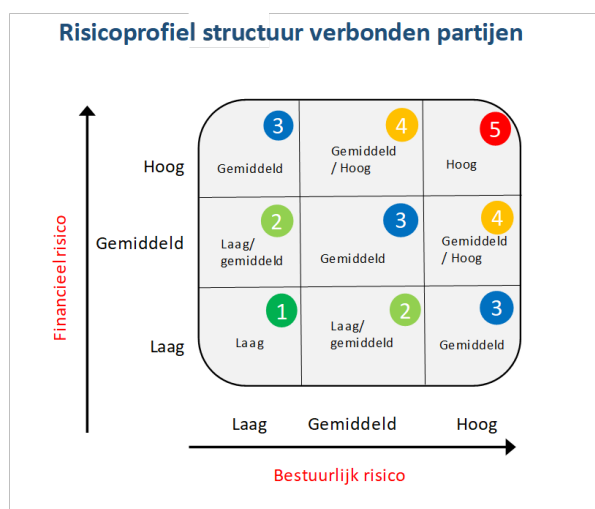 Risicoprofiel structuur verbonden partijen
Financieel risico
Hoog
3
Gemiddeld
4
Gemiddeld
/ Hoog
5
Hoog
Gemiddeld
2
Laag/
gemiddeld
3
Gemiddeld
4
Gemiddeld
/ Hoog
Laag
1
Laag
2
Laag/
gemiddeld
3
Gemiddeld
Laag
Gemiddeld
Hoog
Bestuurlijk risico